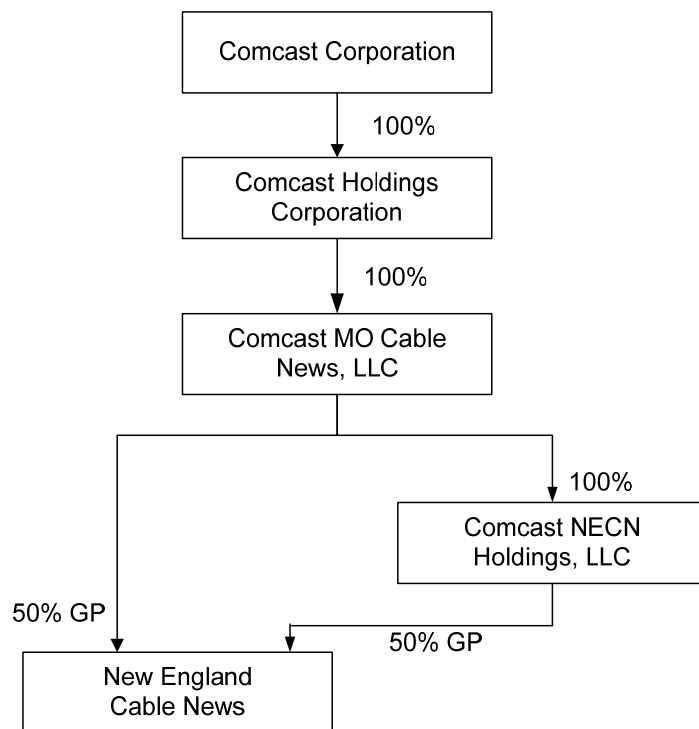 Comcast Corporation
100%
Comcast Holdings
Corporation
100%
Comcast MO Cable
News, LLC
100%
Comcast NECN
Holdings, LLC
50% GP
50% GP
New England
Cable News